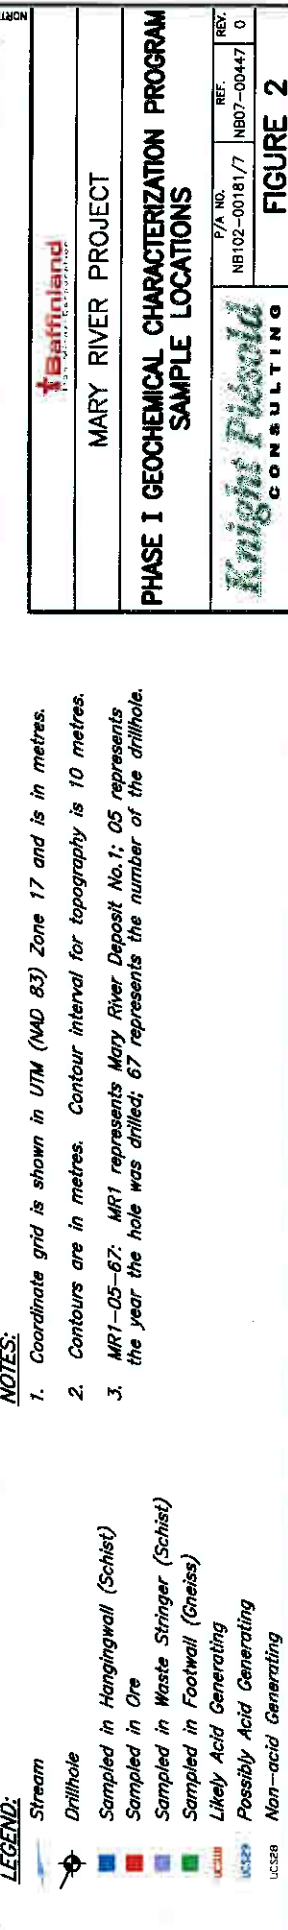 LEGEND:
Stream
Drillhole
Sampled in Hangingwall (Schist)
Sampled in Ore
Sampled in Waste Stringer (Schist)
Sampled in Footwall (Gneiss)
Likely Acid Generating
UCS29 Possibly Acid Generating
UCS28 Non-acid Generating
NOTES:
1. Coordinate grid is shown in UTM (NAD 83) Zone 17 and is in metres.
2. Contours are in metres. Contour interval for topography is 10 metres.
3. MR1-05-67: MR1 represents Mary River Deposit No.1; 05 represents
the year the hole was drilled; 67 represents the number of the drillhole.
Baffinland
MARY RIVER PROJECT
PHASE I GEOCHEMICAL CHARACTERIZATION PROGRAM
SAMPLE LOCATIONS
Knight Piésold
CONSULTING
P/A NO.
NB102-00181/7
REF.
NB07-00447
REV.
0
FIGURE 2